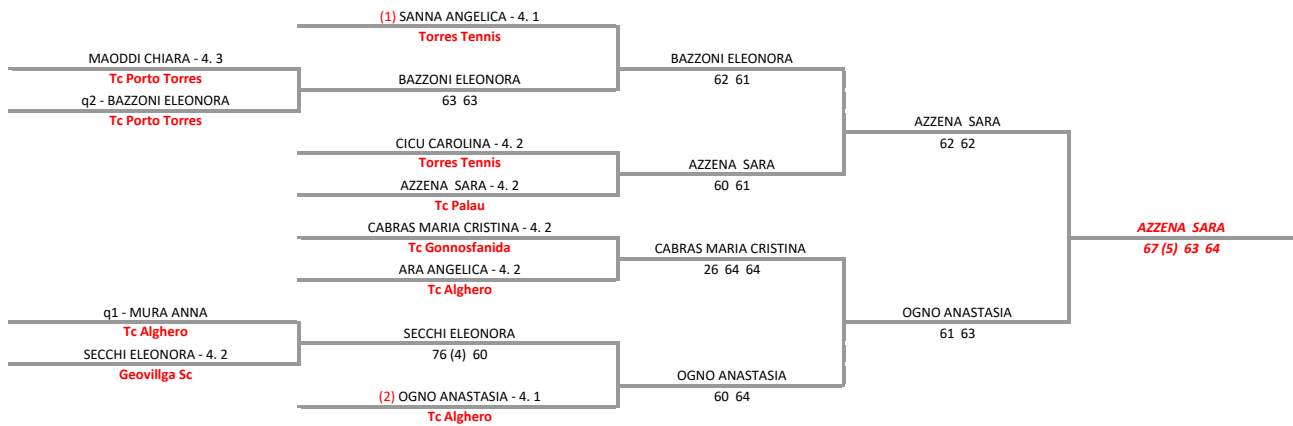 (1) SANNA ANGELICA - 4. 1
Torres Tennis
MAODDI CHIARA - 4. 3
Tc Porto Torres
q2 - BAZZONI ELEONORA
Tc Porto Torres
BAZZONI ELEONORA
63 63
BAZZONI ELEONORA
62 61
CICU CAROLINA - 4. 2
Torres Tennis
AZZENA SARA - 4. 2
Tc Palau
AZZENA SARA
60 61
AZZENA SARA
62 62
CABRAS MARIA CRISTINA - 4. 2
Tc Gonnosfanida
ARA ANGELICA - 4. 2
Tc Alghero
CABRAS MARIA CRISTINA
26 64 64
AZZENA SARA
67 (5) 63 64
q1 - MURA ANNA
Tc Alghero
SECCHI ELEONORA - 4. 2
Geovillga Sc
SECCHI ELEONORA
76 (4) 60
OGNO ANASTASIA
61 63
OGNO ANASTASIA
60 64
(2) OGNO ANASTASIA - 4. 1
Tc Alghero